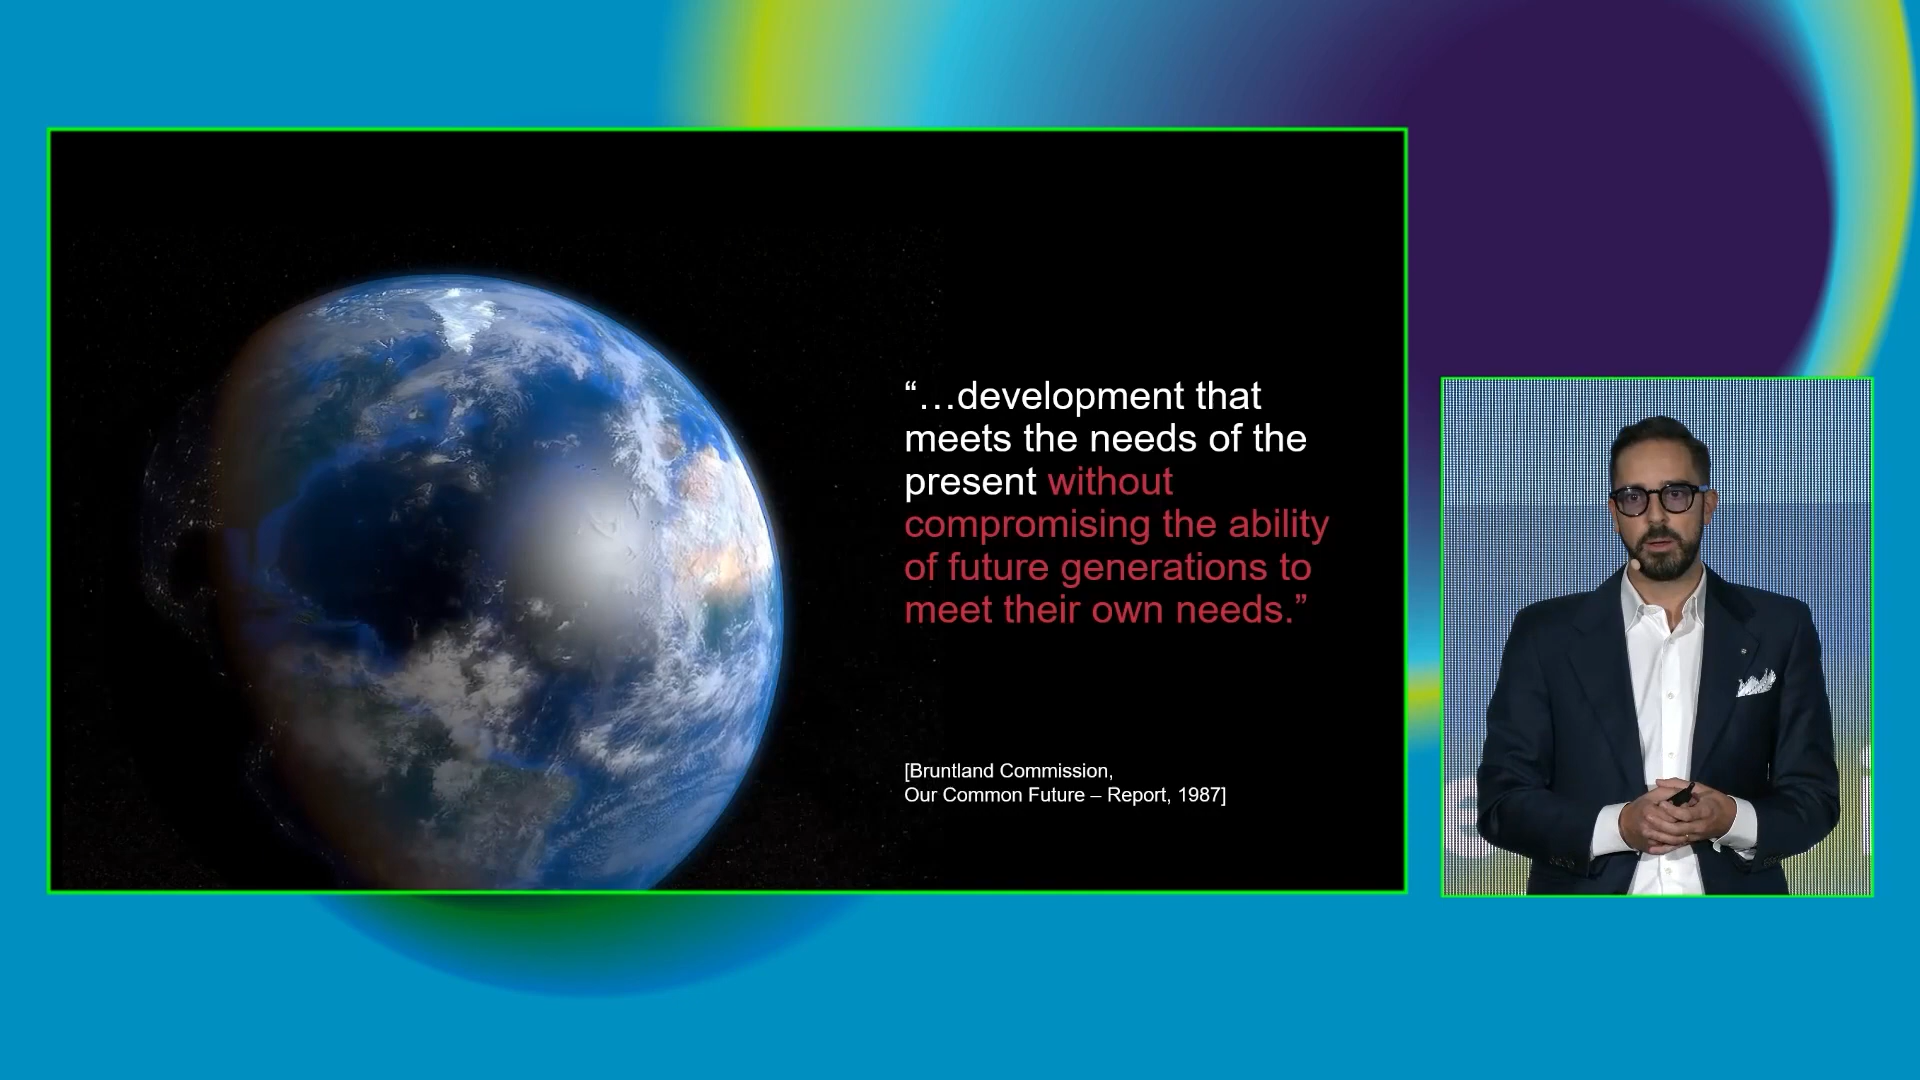 “…development that
meets the needs of the
present without
compromising the ability
of future generations to
meet their own needs.”
[Bruntland Commission,
Our Common Future – Report, 1987]